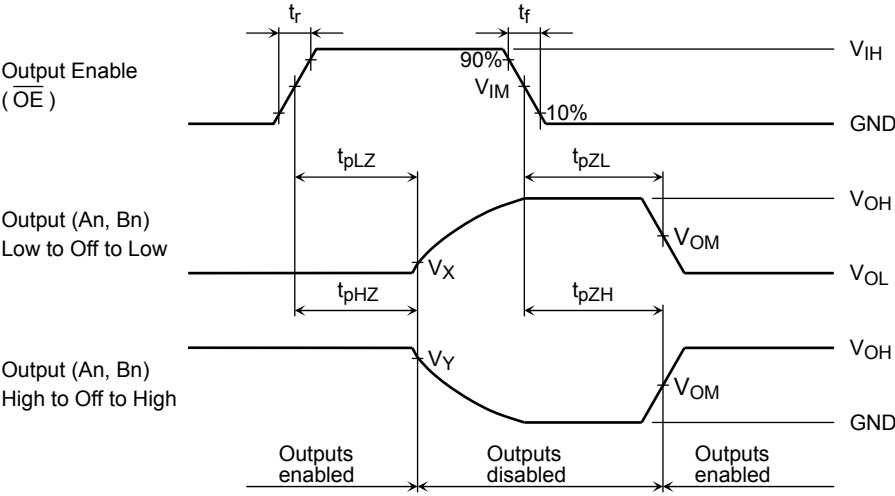 tr
tf
Output Enable
( OE )
90%
VIM
10%
VIH
GND
tpLZ
tpZL
Output (An, Bn)
Low to Off to Low
VX
VOM
VOH
VOL
tpHZ
tpZH
Output (An, Bn)
High to Off to High
VY
VOM
VOH
GND
Outputs
enabled
Outputs
disabled
Outputs
enabled